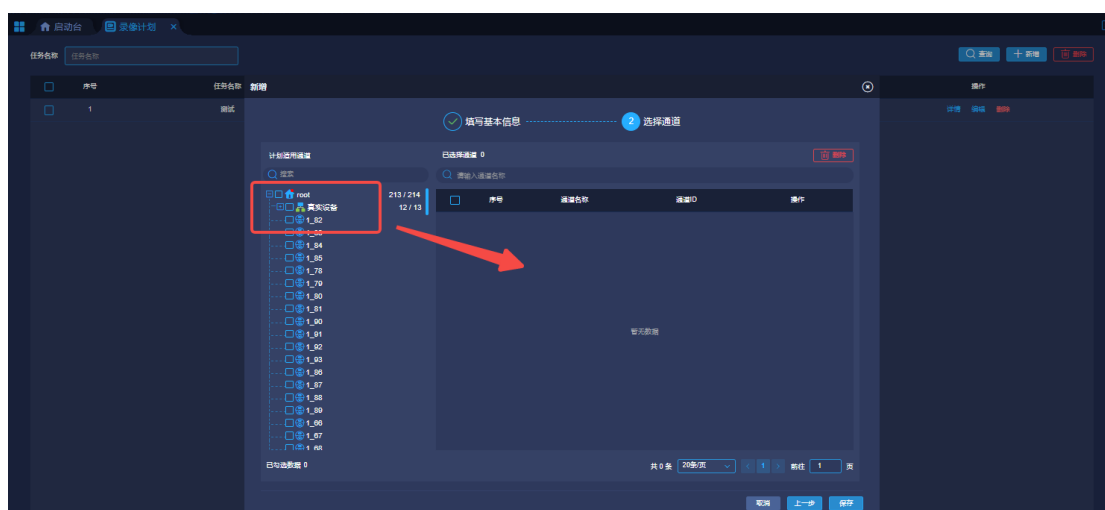 启动台 录像计划 ×
任务名称 任务名称 查询 新增 删除
序号 任务名称 新增 操作
1 测试 详情 编辑 删除
填写基本信息 2 选择通道
计划适用通道 已选择通道 0 删除
搜索 请输入通道名称
root 213 / 214
真实设备 12 / 13
序号 通道名称 通道ID 操作
1_82
1_83
1_84
1_85
1_78
1_79
1_80
1_81
1_90
1_91
暂无数据
1_92
1_93
1_86
1_87
1_88
1_89
1_66
1_67
1_68
已勾选数据 0 共 0 条 20条/页 1 前往 1 页
取消 上一步 保存